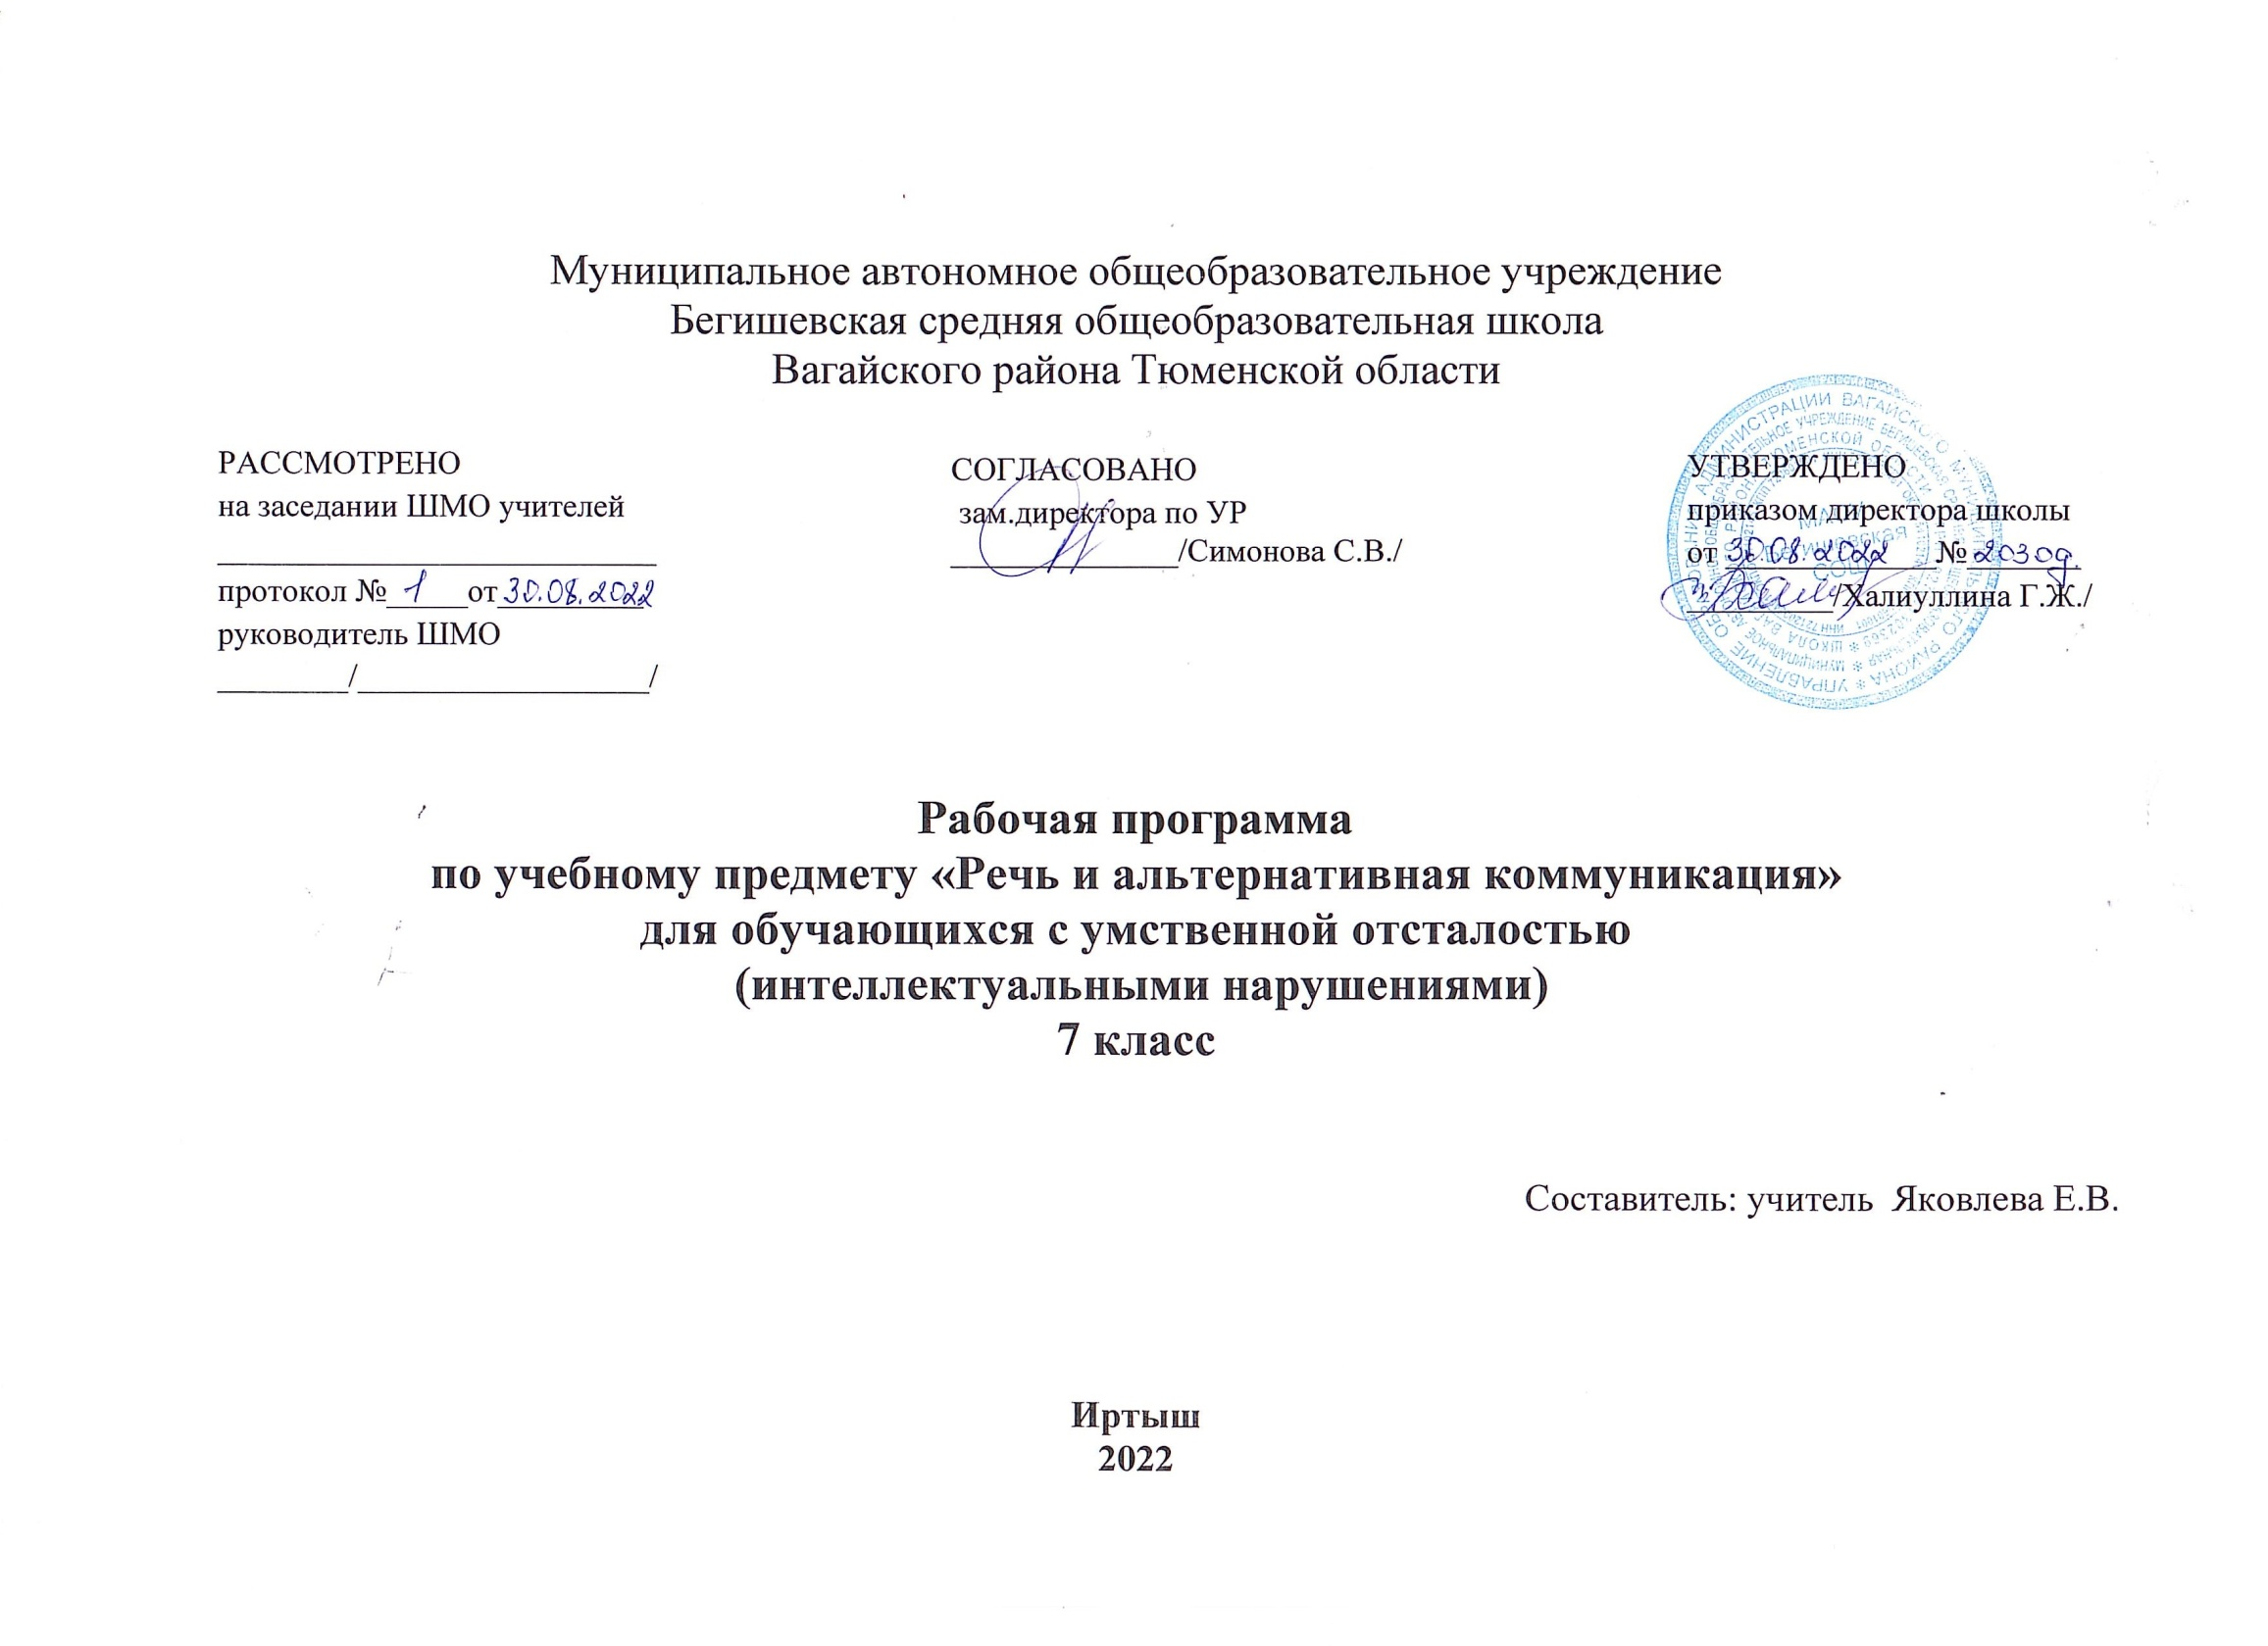 Муниципальное автономное общеобразовательное учреждение
Бегишевская средняя общеобразовательная школа
Вагайского района Тюменской области
РАССМОТРЕНО
на заседании ШМО учителей
протокол № 1 от 30.08.2022
руководитель ШМО
/ /
СОГЛАСОВАНО
зам.директора по УР
/Симонова С.В./
УТВЕРЖДЕНО
приказом директора школы
от 30.08.2022 № 203 од.
/Халиуллина Г.Ж./
Рабочая программа
по учебному предмету «Речь и альтернативная коммуникация»
для обучающихся с умственной отсталостью
(интеллектуальными нарушениями)
7 класс
Составитель: учитель Яковлева Е.В.
Иртыш
2022